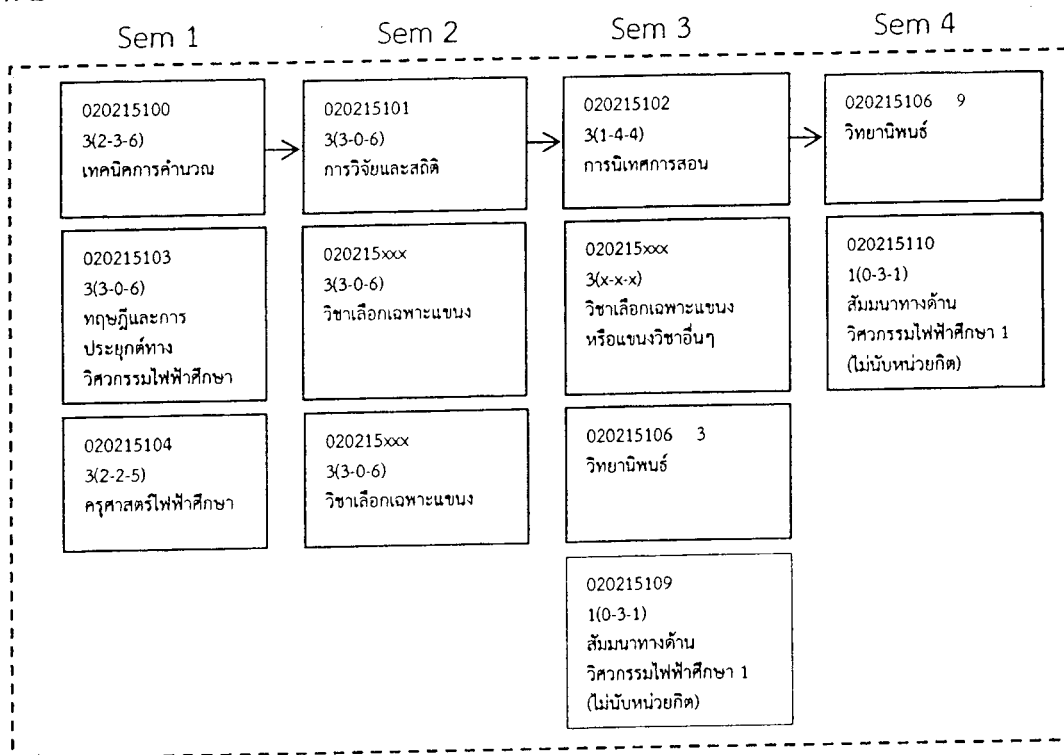 Sem 1
Sem 2
Sem 3
Sem 4
020215100
3(2-3-6)
เทคนิคการคำนวณ
020215101
3(3-0-6)
การวิจัยและสถิติ
020215102
3(1-4-4)
การนิเทศการสอน
020215106 9
วิทยานิพนธ์
020215103
3(3-0-6)
ทฤษฎีและการ
ประยุกต์ทาง
วิศวกรรมไฟฟ้าศึกษา
020215xxx
3(3-0-6)
วิชาเลือกเฉพาะแขนง
020215xxx
3(x-x-x)
วิชาเลือกเฉพาะแขนง
หรือแขนงวิชาอื่นๆ
020215110
1(0-3-1)
สัมมนาทางด้าน
วิศวกรรมไฟฟ้าศึกษา 1
(ไม่นับหน่วยกิต)
020215104
3(2-2-5)
ครุศาสตร์ไฟฟ้าศึกษา
020215xxx
3(3-0-6)
วิชาเลือกเฉพาะแขนง
020215106 3
วิทยานิพนธ์
020215109
1(0-3-1)
สัมมนาทางด้าน
วิศวกรรมไฟฟ้าศึกษา 1
(ไม่นับหน่วยกิต)